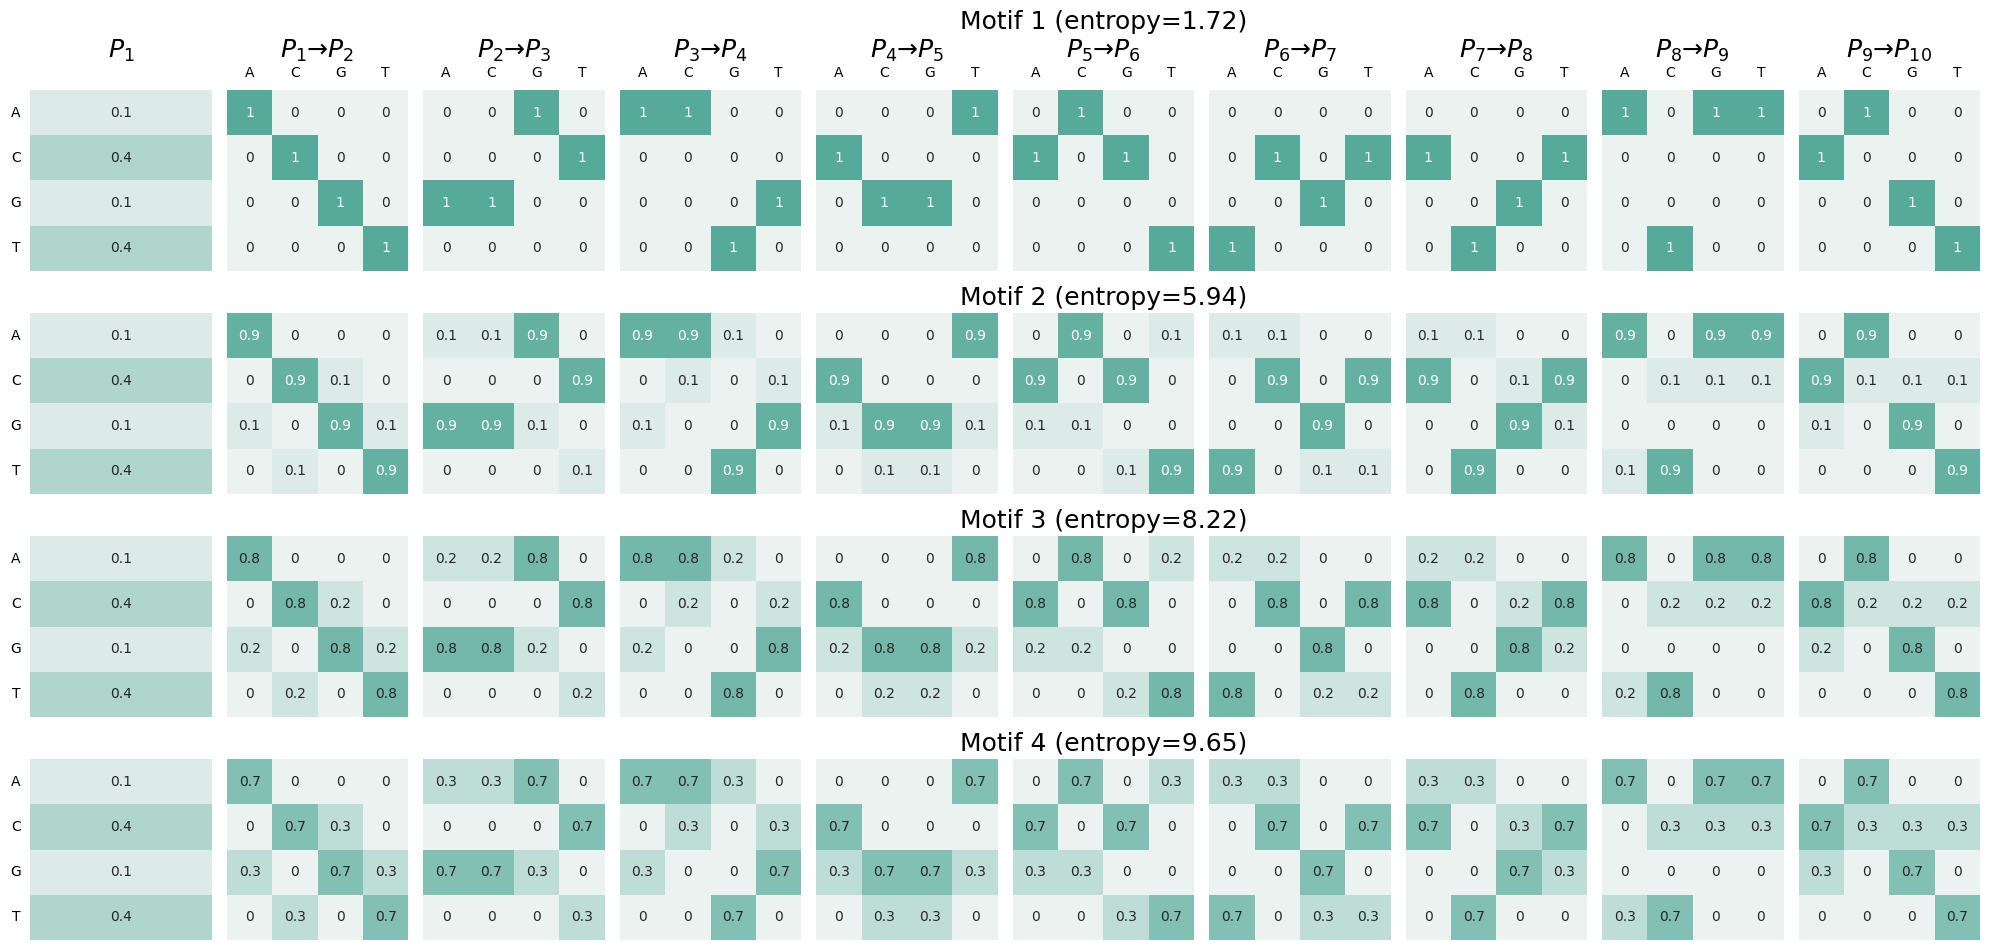 Motif 1 (entropy=1.72)
P1 P1→P2 P2→P3 P3→P4 P4→P5 P5→P6 P6→P7 P7→P8 P8→P9 P9→P10
A C G T A C G T A C G T A C G T A C G T A C G T A C G T A C G T A C G T
A 0.1 1 0 0 0 0 0 1 0 1 1 0 0 0 0 0 1 0 1 0 0 0 0 0 0 0 0 0 0 1 0 1 1 0 1 0 0
C 0.4 0 1 0 0 0 0 0 1 0 0 0 0 1 0 0 0 1 0 1 0 0 1 0 1 1 0 0 1 0 0 0 0 1 0 0 0
G 0.1 0 0 1 0 1 1 0 0 0 0 0 1 0 1 1 0 0 0 0 0 0 0 1 0 0 0 1 0 0 0 0 0 0 0 1 0
T 0.4 0 0 0 1 0 0 0 0 0 0 1 0 0 0 0 0 0 0 0 1 1 0 0 0 0 1 0 0 0 1 0 0 0 0 0 1
Motif 2 (entropy=5.94)
A 0.1 0.9 0 0 0 0.1 0.1 0.9 0 0.9 0.9 0.1 0 0 0 0 0.9 0 0.9 0 0.1 0.1 0.1 0 0 0.1 0.1 0 0 0.9 0 0.9 0.9 0 0.9 0 0
C 0.4 0 0.9 0.1 0 0 0 0 0.9 0 0.1 0 0.1 0.9 0 0 0 0.9 0 0.9 0 0 0.9 0 0.9 0.9 0 0.1 0.9 0 0.1 0.1 0.1 0.9 0.1 0.1 0.1
G 0.1 0.1 0 0.9 0.1 0.9 0.9 0.1 0 0.1 0 0 0.9 0.1 0.9 0.9 0.1 0.1 0.1 0 0 0 0 0.9 0 0 0 0.9 0.1 0 0 0 0 0.1 0 0.9 0
T 0.4 0 0.1 0 0.9 0 0 0 0.1 0 0 0.9 0 0 0.1 0.1 0 0 0 0.1 0.9 0.9 0 0.1 0.1 0 0.9 0 0 0.1 0.9 0 0 0 0 0 0.9
Motif 3 (entropy=8.22)
A 0.1 0.8 0 0 0 0.2 0.2 0.8 0 0.8 0.8 0.2 0 0 0 0 0.8 0 0.8 0 0.2 0.2 0.2 0 0 0.2 0.2 0 0 0.8 0 0.8 0.8 0 0.8 0 0
C 0.4 0 0.8 0.2 0 0 0 0 0.8 0 0.2 0 0.2 0.8 0 0 0 0.8 0 0.8 0 0 0.8 0 0.8 0.8 0 0.2 0.8 0 0.2 0.2 0.2 0.8 0.2 0.2 0.2
G 0.1 0.2 0 0.8 0.2 0.8 0.8 0.2 0 0.2 0 0 0.8 0.2 0.8 0.8 0.2 0.2 0.2 0 0 0 0 0.8 0 0 0 0.8 0.2 0 0 0 0 0.2 0 0.8 0
T 0.4 0 0.2 0 0.8 0 0 0 0.2 0 0 0.8 0 0 0.2 0.2 0 0 0 0.2 0.8 0.8 0 0.2 0.2 0 0.8 0 0 0.2 0.8 0 0 0 0 0 0.8
Motif 4 (entropy=9.65)
A 0.1 0.7 0 0 0 0.3 0.3 0.7 0 0.7 0.7 0.3 0 0 0 0 0.7 0 0.7 0 0.3 0.3 0.3 0 0 0.3 0.3 0 0 0.7 0 0.7 0.7 0 0.7 0 0
C 0.4 0 0.7 0.3 0 0 0 0 0.7 0 0.3 0 0.3 0.7 0 0 0 0.7 0 0.7 0 0 0.7 0 0.7 0.7 0 0.3 0.7 0 0.3 0.3 0.3 0.7 0.3 0.3 0.3
G 0.1 0.3 0 0.7 0.3 0.7 0.7 0.3 0 0.3 0 0 0.7 0.3 0.7 0.7 0.3 0.3 0.3 0 0 0 0 0.7 0 0 0 0.7 0.3 0 0 0 0 0.3 0 0.7 0
T 0.4 0 0.3 0 0.7 0 0 0 0.3 0 0 0.7 0 0 0.3 0.3 0 0 0 0.3 0.7 0.7 0 0.3 0.3 0 0.7 0 0 0.3 0.7 0 0 0 0 0 0.7